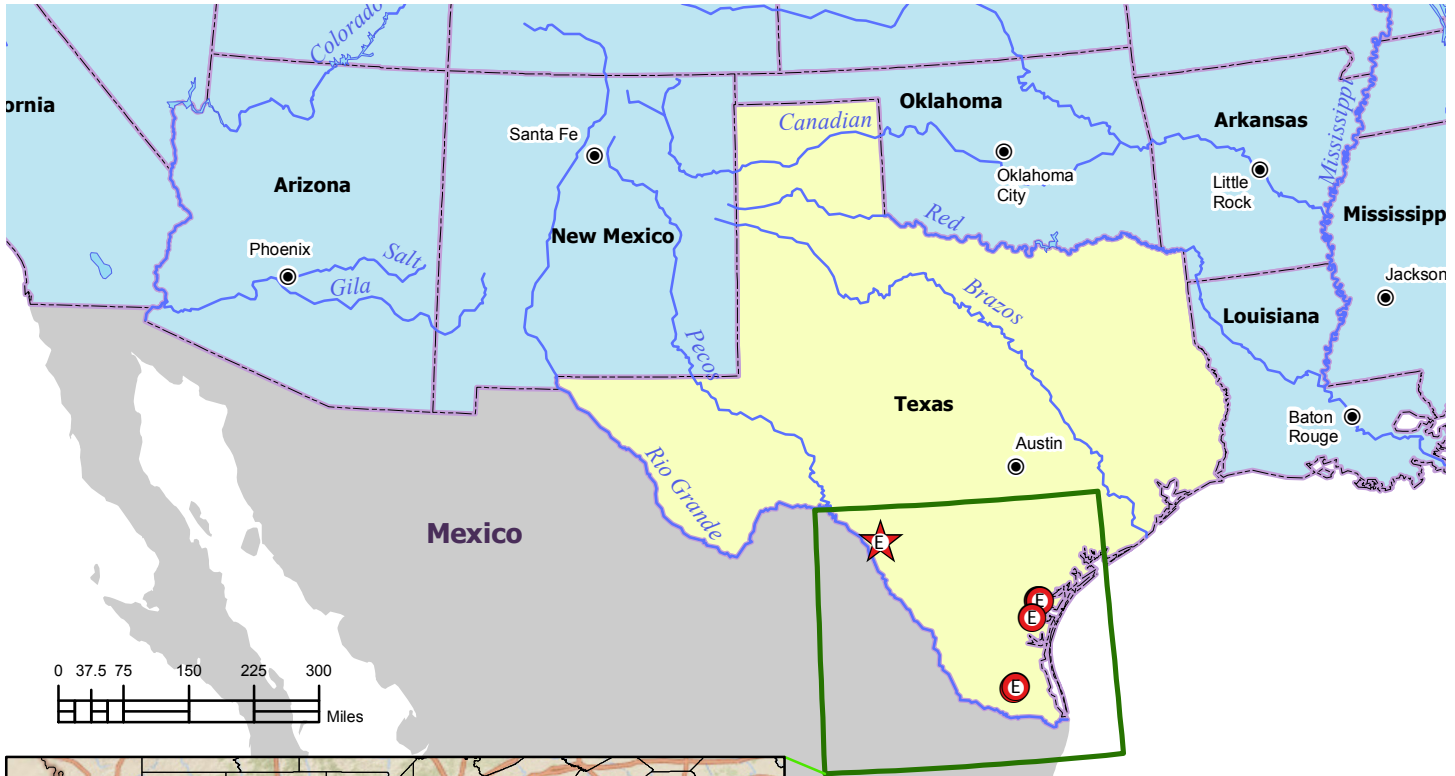 Colorado
ornia
Oklahoma
Canadian
Arkansas
Mississippi
Santa Fe
Oklahoma
City
Little
Rock
Arizona
Mississipp
New Mexico
Red
Phoenix
Salt
Gila
Jackson
Brazos
Louisiana
Pecos
Texas
Baton
Rouge
Austin
Rio Grande
Mexico
E
E
E
E
0 37.5 75 150 225 300
Miles